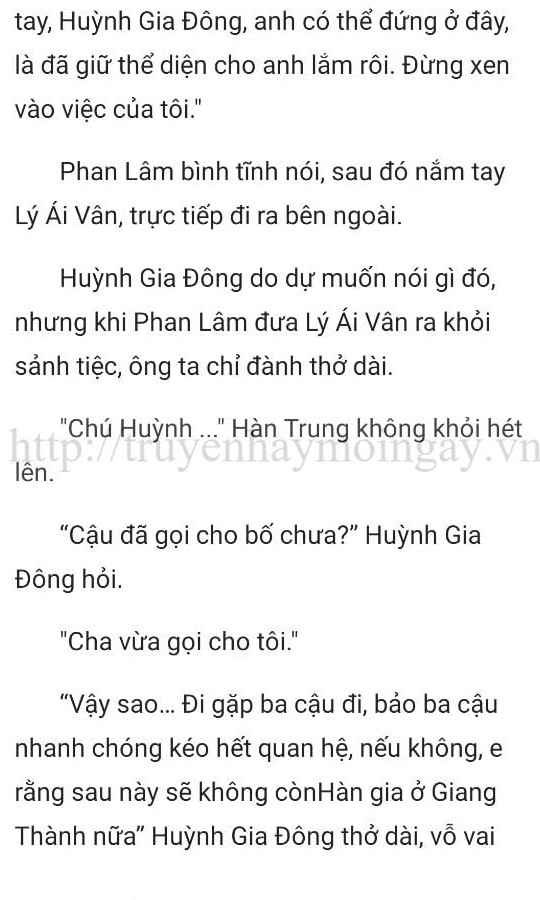 tay, Huỳnh Gia Đông, anh có thể đứng ở đây,
là đã giữ thể diện cho anh lắm rôi. Đừng xen
vào việc của tôi."
Phan Lâm bình tĩnh nói, sau đó nắm tay
Lý Ái Vân, trực tiếp đi ra bên ngoài.
Huỳnh Gia Đông do dự muốn nói gì đó,
nhưng khi Phan Lâm đưa Lý Ái Vân ra khỏi
sảnh tiệc, ông ta chỉ đành thở dài.
"Chú Huỳnh ..." Hàn Trung không khỏi hét
http://truyenhaymoingay.vn
lên.
“Cậu đã gọi cho bố chưa?” Huỳnh Gia
Đông hỏi.
"Cha vừa gọi cho tôi."
“Vậy sao... Đi gặp ba cậu đi, bảo ba cậu
nhanh chóng kéo hết quan hệ, nếu không, e
rằng sau này sẽ không cònHàn gia ở Giang
Thành nữa” Huỳnh Gia Đông thở dài, vỗ vai